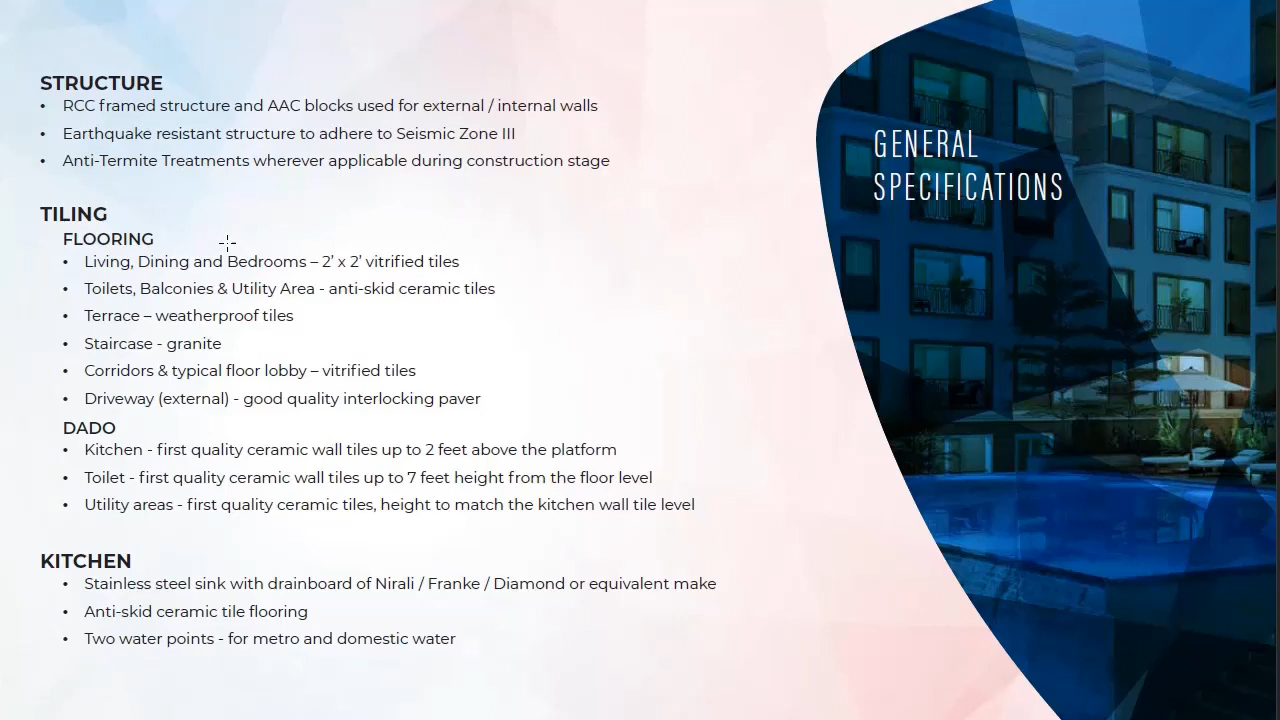 STRUCTURE
• RCC framed structure and AAC blocks used for external / internal walls
• Earthquake resistant structure to adhere to Seismic Zone III
• Anti-Termite Treatments wherever applicable during construction stage
TILING
FLOORING
• Living, Dining and Bedrooms – 2’ x 2’ vitrified tiles
• Toilets, Balconies & Utility Area - anti-skid ceramic tiles
• Terrace – weatherproof tiles
• Staircase - granite
• Corridors & typical floor lobby – vitrified tiles
• Driveway (external) - good quality interlocking paver
DADO
• Kitchen - first quality ceramic wall tiles up to 2 feet above the platform
• Toilet - first quality ceramic wall tiles up to 7 feet height from the floor level
• Utility areas - first quality ceramic tiles, height to match the kitchen wall tile level
KITCHEN
• Stainless steel sink with drainboard of Nirali / Franke / Diamond or equivalent make
• Anti-skid ceramic tile flooring
• Two water points - for metro and domestic water
GENERAL
SPECIFICATIONS